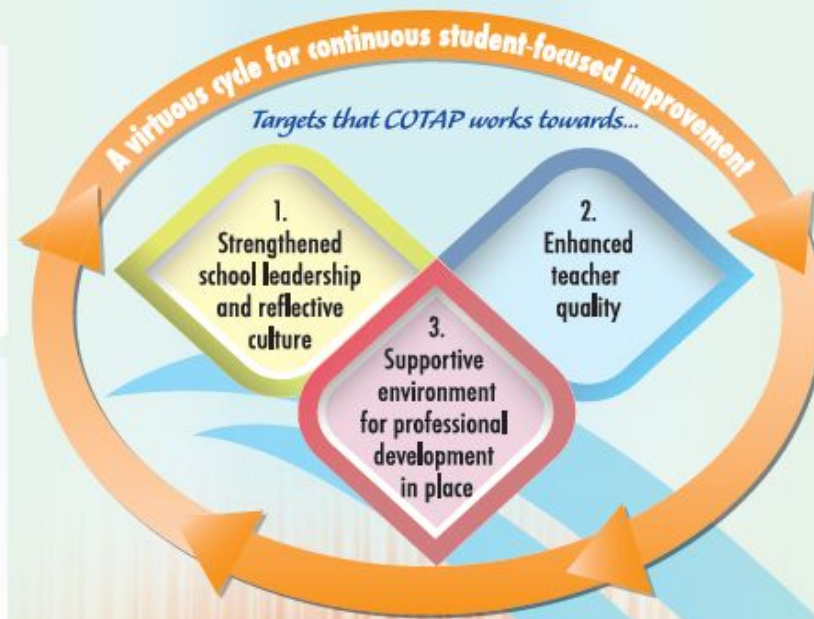 A virtuous cycle for continuous student-focused improvement
Targets that COTAP works towards...
1.
Strengthened
school leadership
and reflective
culture
2.
Enhanced
teacher
quality
3.
Supportive
environment
for professional
development
in place